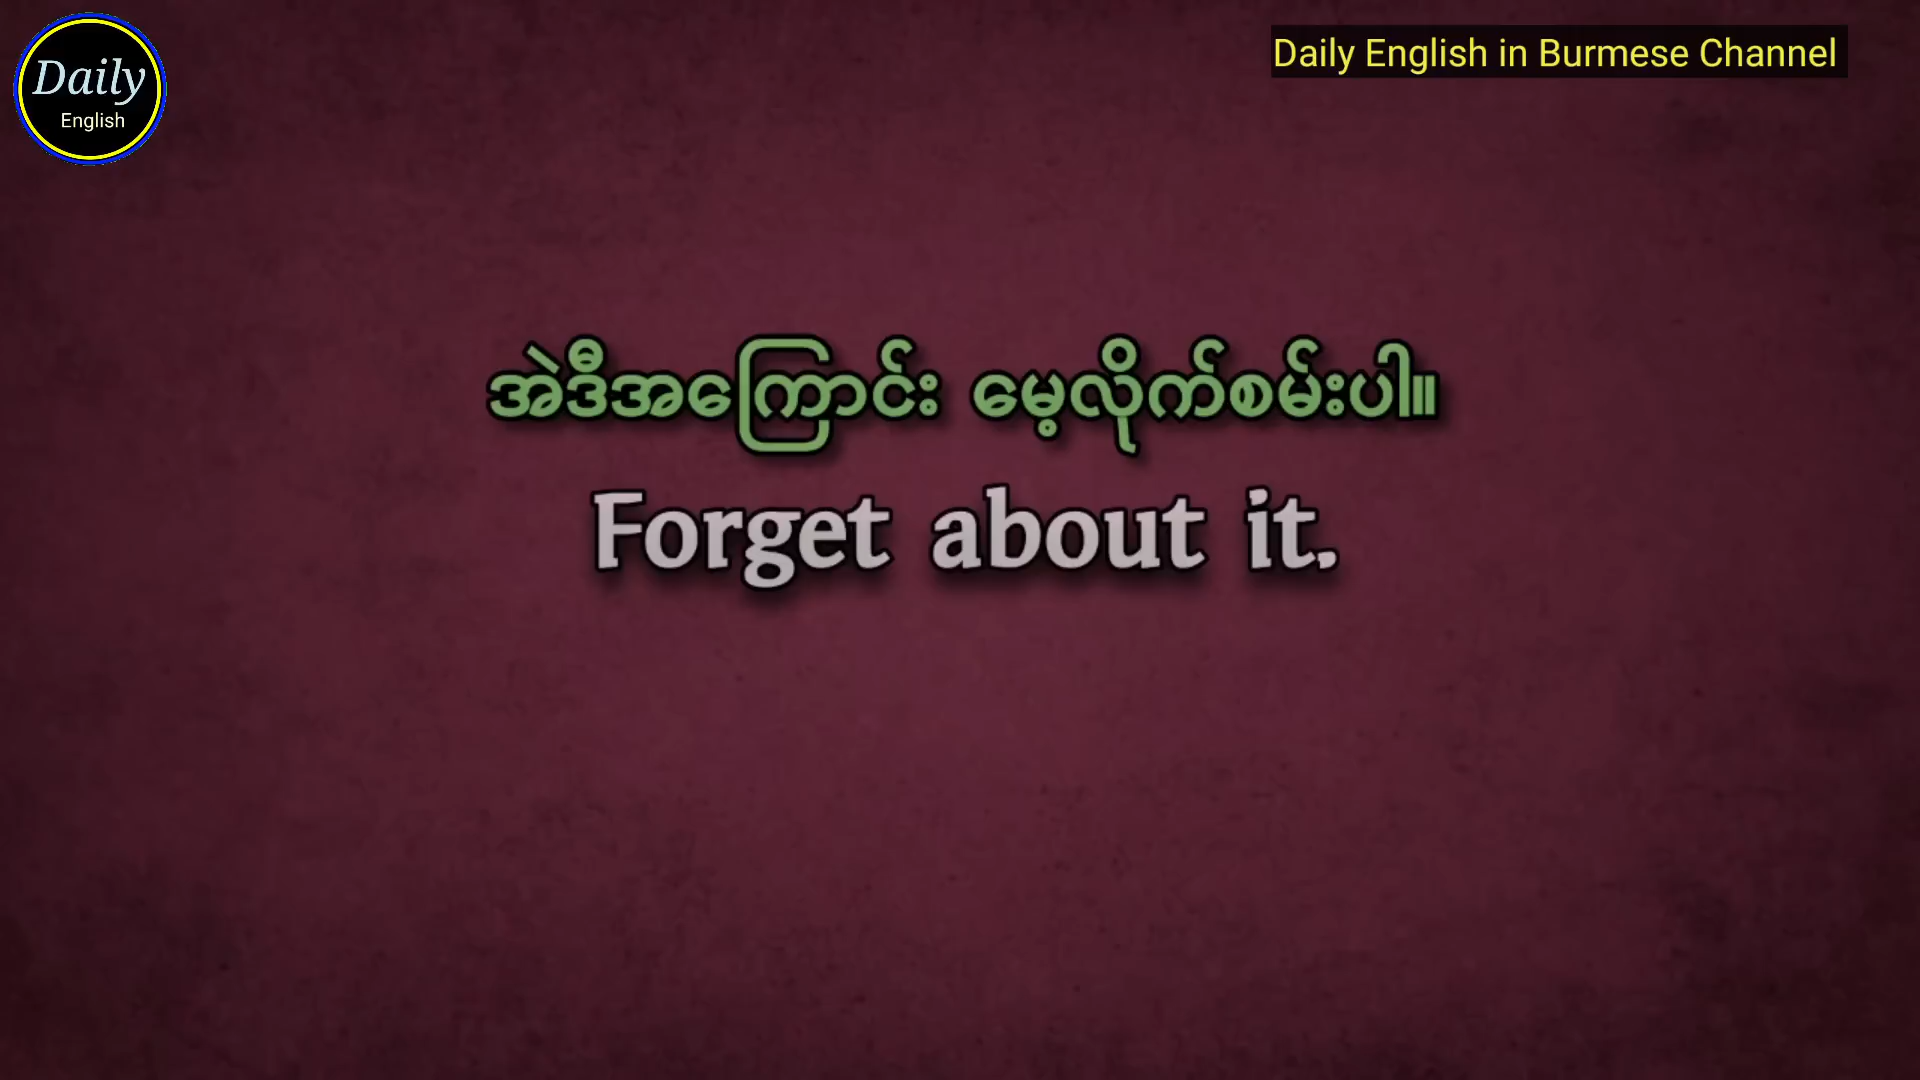 Daily
English
Daily English in Burmese Channel
အဲဒီအကြောင်း မေ့လိုက်စမ်းပါ။
Forget about it.